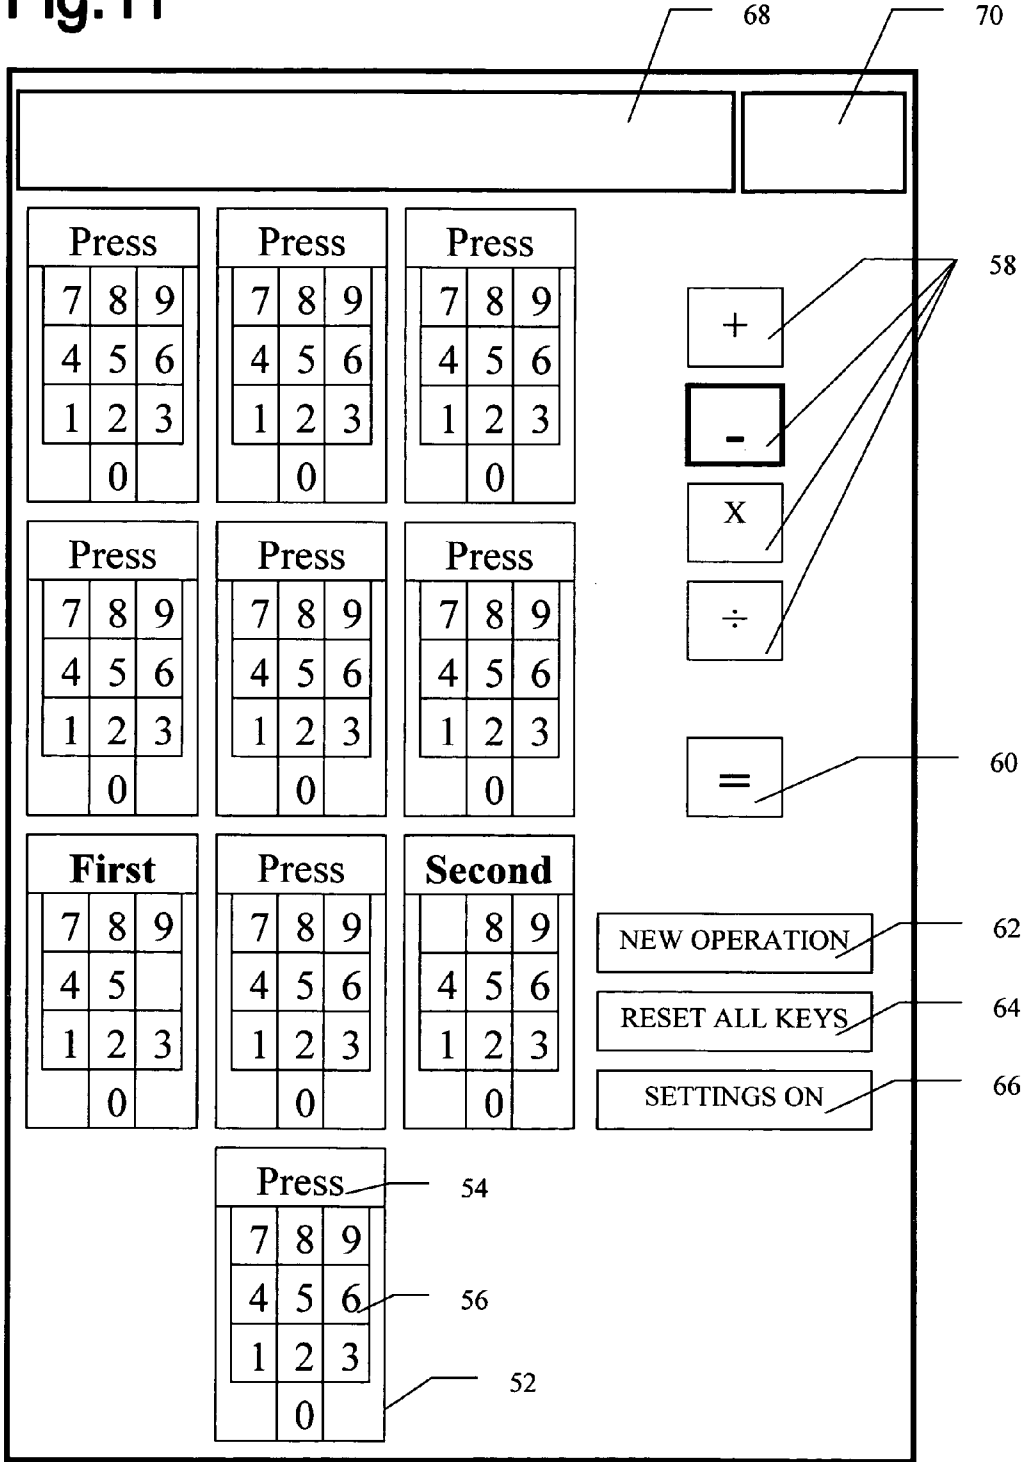 Fig. 11
68 70
Press Press Press
7 8 9 7 8 9 7 8 9
58
+
4 5 6 4 5 6 4 5 6
1 2 3 1 2 3 1 2 3
-
0 0 0
X
Press Press Press
7 8 9 7 8 9 7 8 9
÷
4 5 6 4 5 6 4 5 6
1 2 3 1 2 3 1 2 3
= 60
0 0 0
First Press Second
7 8 9 7 8 9 8 9
NEW OPERATION 62
4 5 4 5 6 4 5 6
RESET ALL KEYS 64
1 2 3 1 2 3 1 2 3
SETTINGS ON 66
0 0 0
Press 54
7 8 9
4 5 6 56
1 2 3
52
0